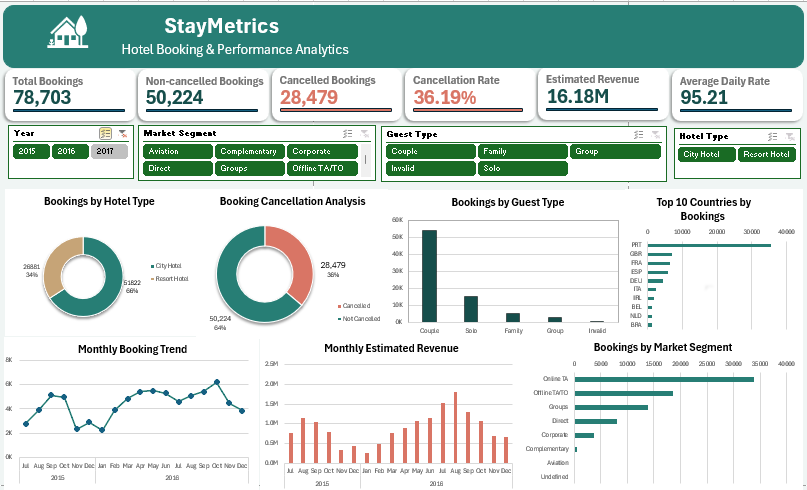 StayMetrics
Hotel Booking & Performance Analytics
Total Bookings
78,703
Non-cancelled Bookings
50,224
Cancelled Bookings
28,479
Cancellation Rate
36.19%
Estimated Revenue
16.18M
Average Daily Rate
95.21
Year
2015 2016 2017
Market Segment
Aviation Complementary Corporate
Direct Groups Offline TA/TO
Guest Type
Couple Family Group
Invalid Solo
Hotel Type
City Hotel Resort Hotel
Bookings by Hotel Type
26881
34%
51822
66%
City Hotel
Resort Hotel
Booking Cancellation Analysis
28,479
36%
50,224
64%
Cancelled
Not Cancelled
Bookings by Guest Type
60K
50K
40K
30K
20K
10K
0K
Couple Solo Family Group Invalid
Top 10 Countries by
Bookings
0 10000 20000 30000 40000
PRT
GBR
FRA
ESP
DEU
ITA
IRL
BEL
NLD
BRA
Monthly Booking Trend
8K
6K
4K
2K
0K
Jul Aug Sep Oct Nov Dec Jan Feb Mar Apr May Jun Jul Aug Sep Oct Nov Dec
2015 2016
Monthly Estimated Revenue
2.5M
2.0M
1.5M
1.0M
0.5M
0.0M
Jul Aug Sep Oct Nov Dec Jan Feb Mar Apr May Jun Jul Aug Sep Oct Nov Dec
2015 2016
Bookings by Market Segment
0 5000 10000 15000 20000 25000 30000 35000 40000
Online TA
Offline TA/TO
Groups
Direct
Corporate
Complementary
Aviation
Undefined